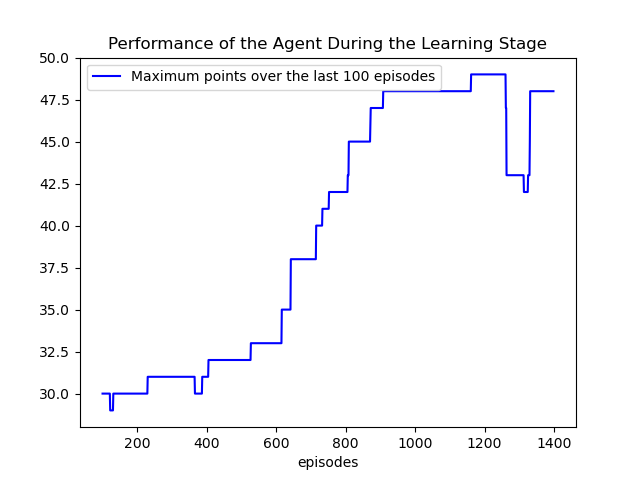 Performance of the Agent During the Learning Stage
Maximum points over the last 100 episodes
50.0
47.5
45.0
42.5
40.0
37.5
35.0
32.5
30.0
200 400 600 800 1000 1200 1400
episodes